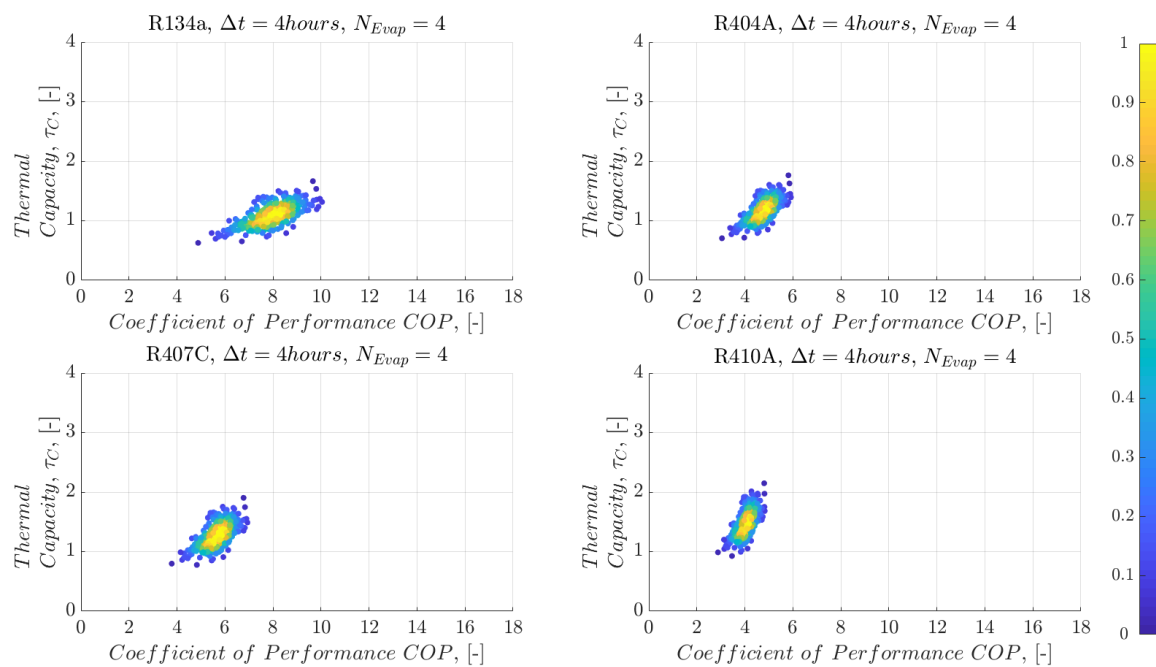 R134a, Δt = 4hours, N_Evap = 4
4
3
2
1
0
Thermal
Capacity, τ_C, [-]
0 2 4 6 8 10 12 14 16 18
Coefficient of Performance COP, [-]
R404A, Δt = 4hours, N_Evap = 4
4
3
2
1
0
Thermal
Capacity, τ_C, [-]
0 2 4 6 8 10 12 14 16 18
Coefficient of Performance COP, [-]
R407C, Δt = 4hours, N_Evap = 4
4
3
2
1
0
Thermal
Capacity, τ_C, [-]
0 2 4 6 8 10 12 14 16 18
Coefficient of Performance COP, [-]
R410A, Δt = 4hours, N_Evap = 4
4
3
2
1
0
Thermal
Capacity, τ_C, [-]
0 2 4 6 8 10 12 14 16 18
Coefficient of Performance COP, [-]
1
0.9
0.8
0.7
0.6
0.5
0.4
0.3
0.2
0.1
0